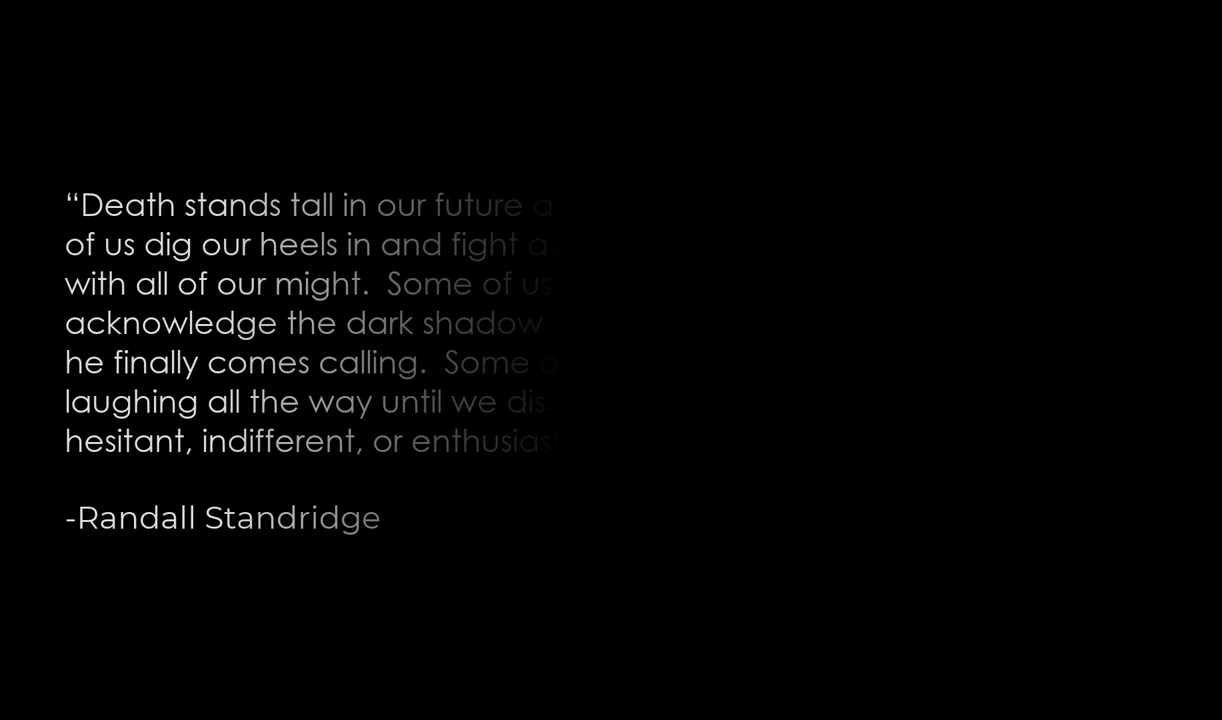 “Death stands tall in our future a
of us dig our heels in and fight a
with all of our might.  Some of us
acknowledge the dark shadow
he finally comes calling.  Some o
laughing all the way until we disa
hesitant, indifferent, or enthusias
-Randall Standridge